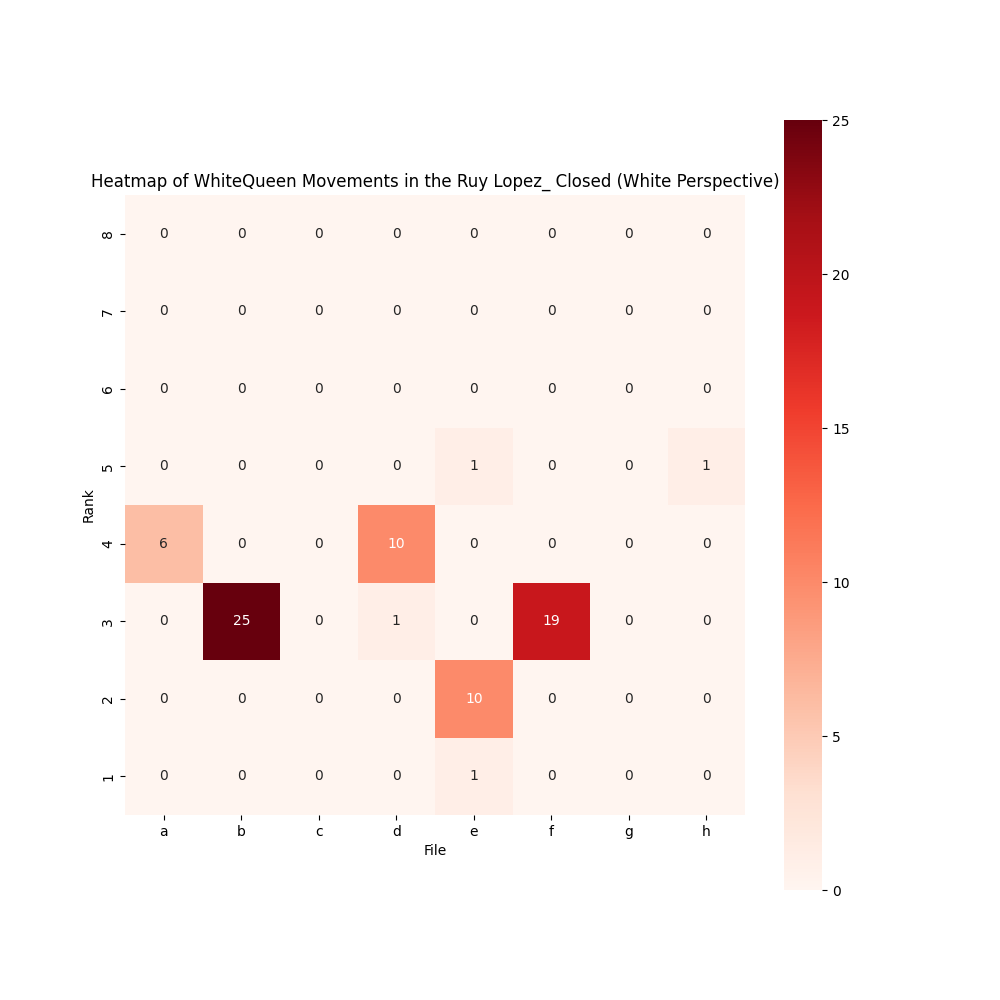 Heatmap of WhiteQueen Movements in the Ruy Lopez_ Closed (White Perspective)
25
20
15
10
5
0
Rank
8 0 0 0 0 0 0 0 0
7 0 0 0 0 0 0 0 0
6 0 0 0 0 0 0 0 0
5 0 0 0 0 1 0 0 1
4 6 0 0 10 0 0 0 0
3 0 25 0 1 0 19 0 0
2 0 0 0 0 10 0 0 0
1 0 0 0 0 1 0 0 0
a b c d e f g h
File